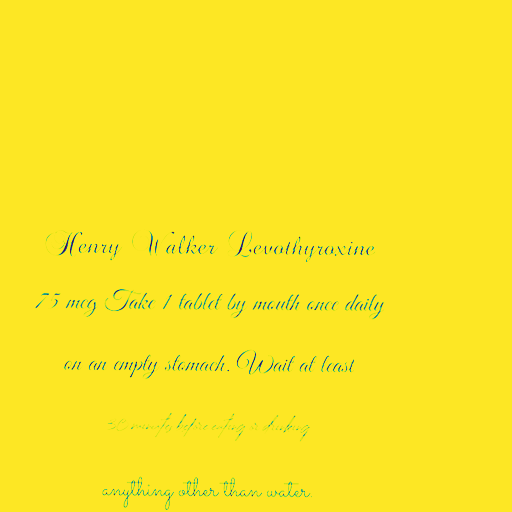 Henry Walker Levothyroxine
75 mcg Take 1 tablet by mouth once daily
on an empty stomach. Wait at least
minutes before eating or drinking
anything other than water.